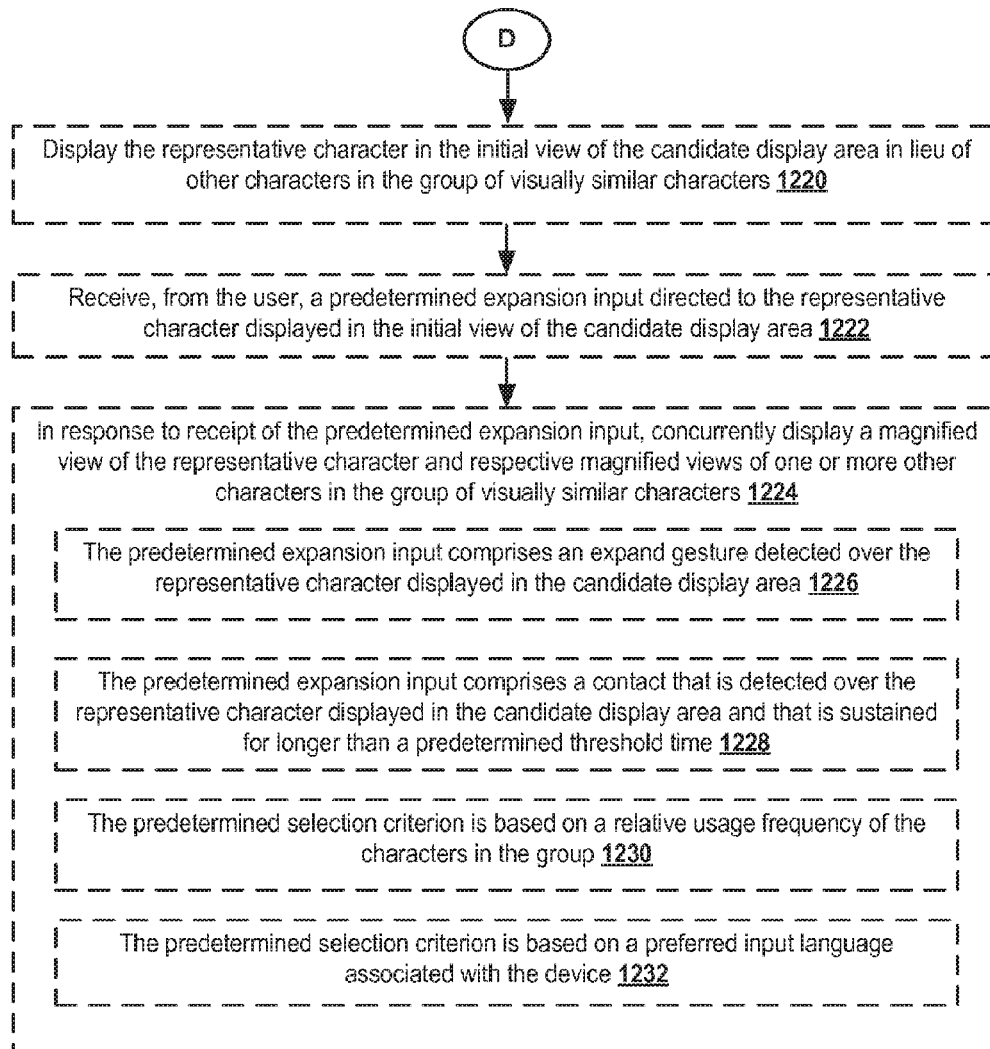 D
Display the representative character in the initial view of the candidate display area in lieu of
other characters in the group of visually similar characters 1220
Receive, from the user, a predetermined expansion input directed to the representative
character displayed in the initial view of the candidate display area 1222
In response to receipt of the predetermined expansion input, concurrently display a magnified
view of the representative character and respective magnified views of one or more other
characters in the group of visually similar characters 1224
The predetermined expansion input comprises an expand gesture detected over the
representative character displayed in the candidate display area 1226
The predetermined expansion input comprises a contact that is detected over the
representative character displayed in the candidate display area and that is sustained
for longer than a predetermined threshold time 1228
The predetermined selection criterion is based on a relative usage frequency of the
characters in the group 1230
The predetermined selection criterion is based on a preferred input language
associated with the device 1232